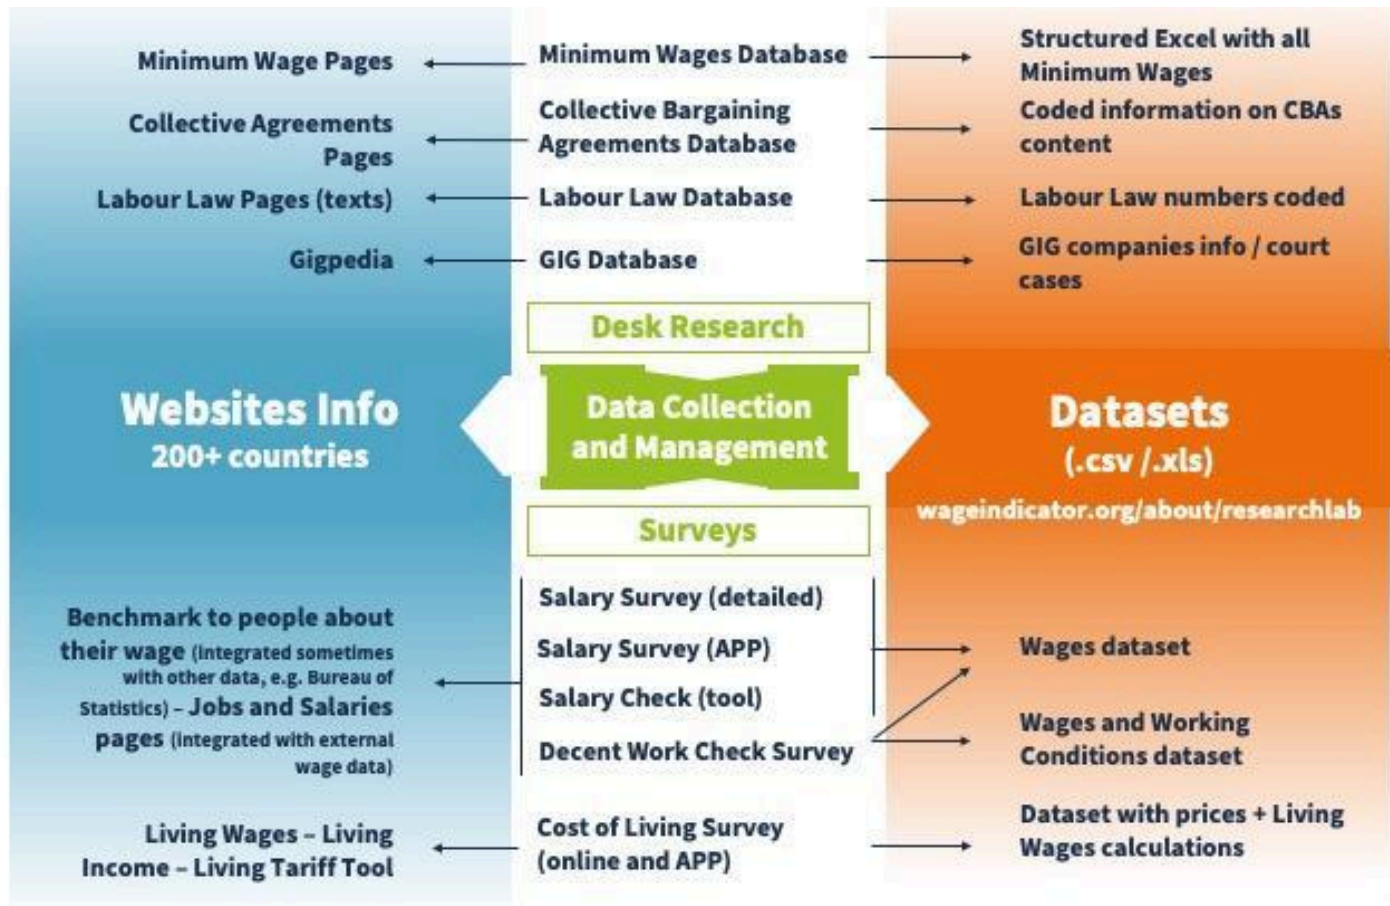 Minimum Wage Pages
Minimum Wages Database
Structured Excel with all
Minimum Wages
Collective Agreements
Pages
Collective Bargaining
Agreements Database
Coded information on CBAs
content
Labour Law Pages (texts)
Labour Law Database
Labour Law numbers coded
Gigpedia
GIG Database
GIG companies info / court
cases
Desk Research
Websites Info
200+ countries
Data Collection
and Management
Datasets
(.csv /.xls)
wageindicator.org/about/researchlab
Surveys
Benchmark to people about
their wage (integrated sometimes
with other data, e.g. Bureau of
Statistics) – Jobs and Salaries
pages (integrated with external
wage data)
Salary Survey (detailed)
Salary Survey (APP)
Salary Check (tool)
Decent Work Check Survey
Wages dataset
Wages and Working
Conditions dataset
Living Wages – Living
Income – Living Tariff Tool
Cost of Living Survey
(online and APP)
Dataset with prices + Living
Wages calculations